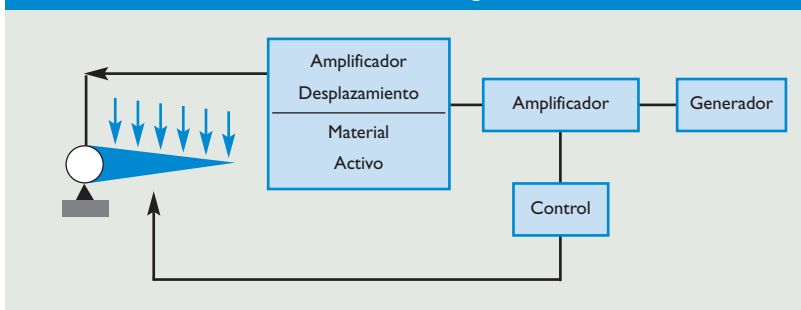 Amplificador
Desplazamiento
Material
Activo
Amplificador
Generador
Control